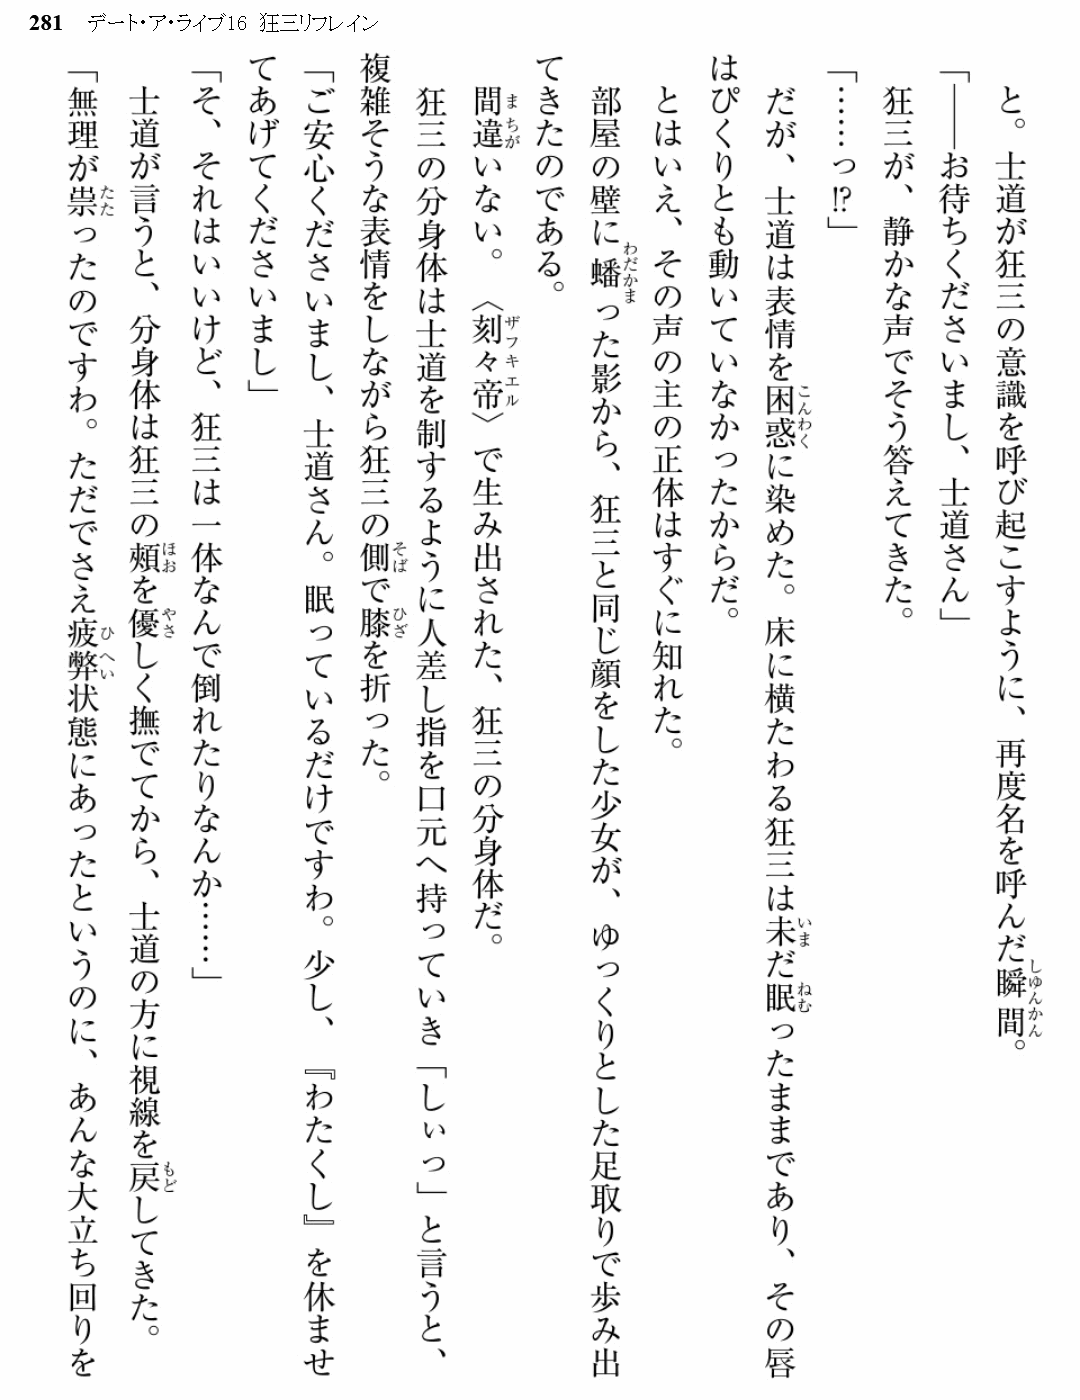 281 デート・ア・ライブ16 狂三リフレイン
と。士道が狂三の意識を呼び起こすように、再度名を呼んだ瞬間。
「――お待ちくださいまし、士道さん」
狂三が、静かな声でそう答えてきた。
「……っ!?」
だが、士道は表情を困惑に染めた。床に横たわる狂三は未だ眠ったままであり、その唇
はぴくりとも動いていなかったからだ。
とはいえ、その声の主の正体はすぐに知れた。
部屋の壁に蟠った影から、狂三と同じ顔をした少女が、ゆっくりとした足取りで歩み出
てきたのである。
間違いない。〈刻々帝〉で生み出された、狂三の分身体だ。
狂三の分身体は士道を制するように人差し指を口元へ持っていき「しぃっ」と言うと、
複雑そうな表情をしながら狂三の側で膝を折った。
「ご安心くださいまし、士道さん。眠っているだけですわ。少し、『わたくし』を休ませ
てあげてくださいまし」
「そ、それはいいけど、狂三は一体なんで倒れたりなんか……」
士道が言うと、分身体は狂三の頬を優しく撫でてから、士道の方に視線を戻してきた。
「無理が祟ったのですわ。ただでさえ疲弊状態にあったというのに、あんな大立ち回りを